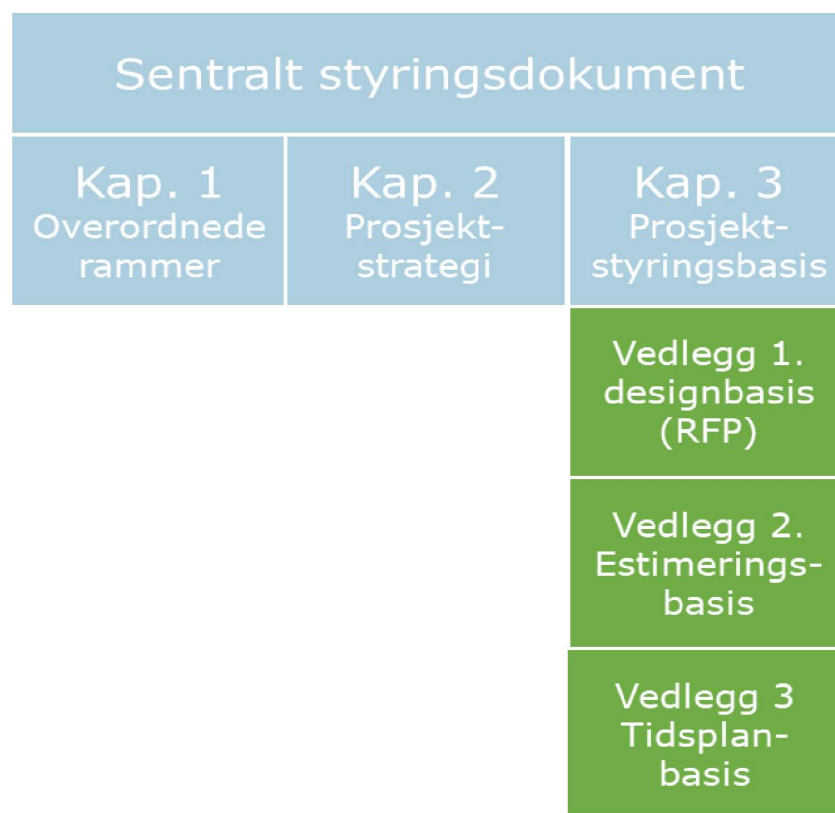 Sentralt styringsdokument
Kap. 1
Overordnede
rammer
Kap. 2
Prosjekt-
strategi
Kap. 3
Prosjekt-
styringsbasis
Vedlegg 1.
designbasis
(RFP)
Vedlegg 2.
Estimerings-
basis
Vedlegg 3
Tidsplan-
basis